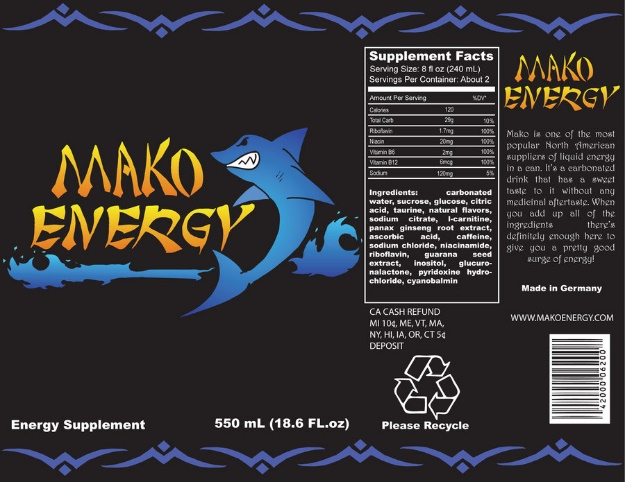 MAKO
ENERGY
Energy Supplement
550 mL (18.6 FL.oz)
Supplement Facts
Serving Size: 8 fl oz (240 mL)
Servings Per Container: About 2
Amount Per Serving %DV*
Calories 120
Total Carb 29g 10%
Riboflavin 1.7mg 100%
Niacin 20mg 100%
Vitamin B6 2mg 100%
Vitamin B12 6mcg 100%
Sodium 120mg 5%
Ingredients: carbonated
water, sucrose, glucose, citric
acid, taurine, natural flavors,
sodium citrate, l-carnitine,
panax ginseng root extract,
ascorbic acid, caffeine,
sodium chloride, niacinamide,
riboflavin, guarana seed
extract, inositol, glucuro-
nalactone, pyridoxine hydro-
chloride, cyanobalmin
CA CASH REFUND
MI 10¢, ME, VT, MA,
NY, HI, IA, OR, CT 5¢
DEPOSIT
Please Recycle
MAKO
ENERGY
Mako is one of the most
popular North American
suppliers of liquid energy
in a can. It's a carbonated
drink that has a sweet
taste to it without any
medicinal aftertaste. When
you add up all of the
ingredients there's
definitely enough here to
give you a pretty good
surge of energy!
Made in Germany
WWW.MAKOENERGY.COM
42000 06200